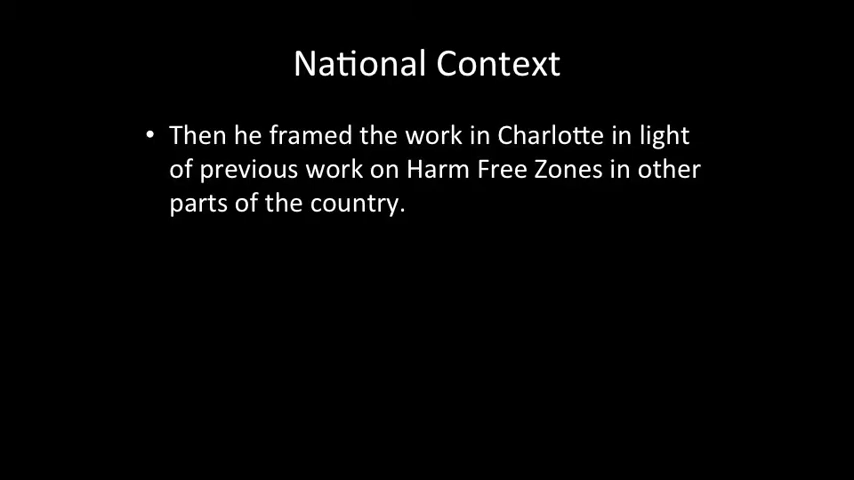 National Context
• Then he framed the work in Charlotte in light
of previous work on Harm Free Zones in other
parts of the country.